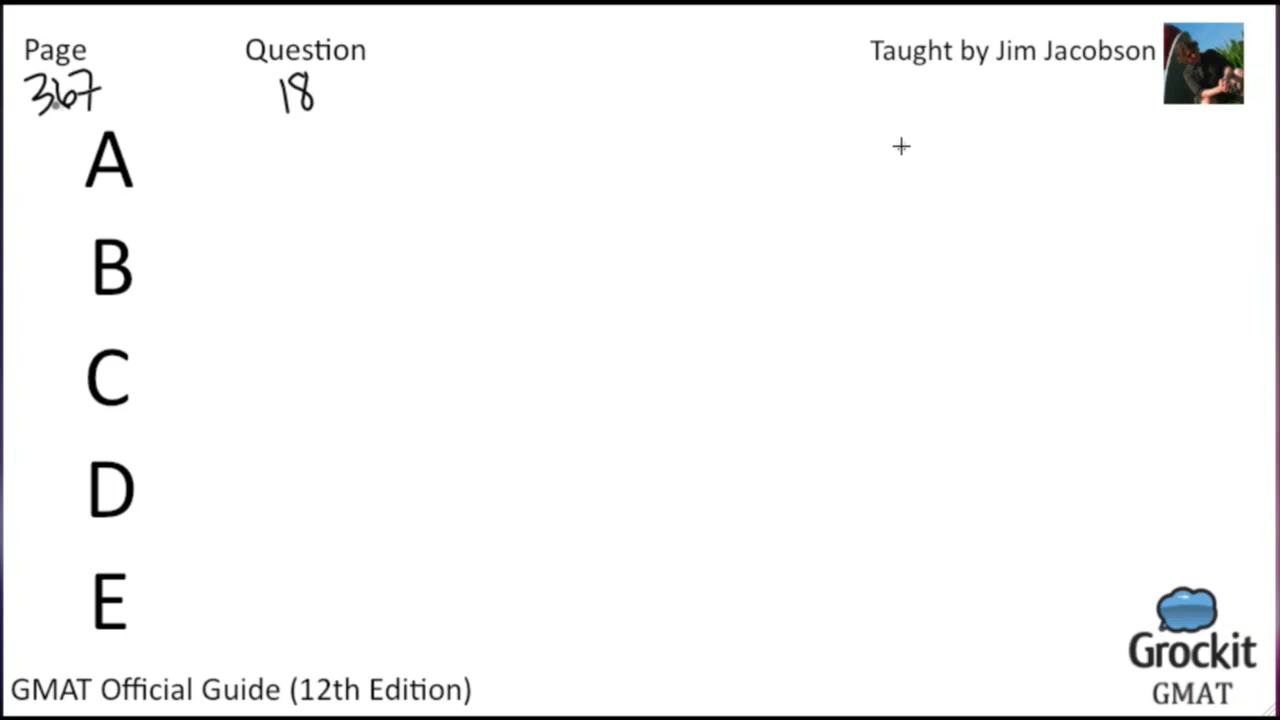 Page Question Taught by Jim Jacobson
367 18
A
B
C
D
E
Grockit
GMAT
GMAT Official Guide (12th Edition)